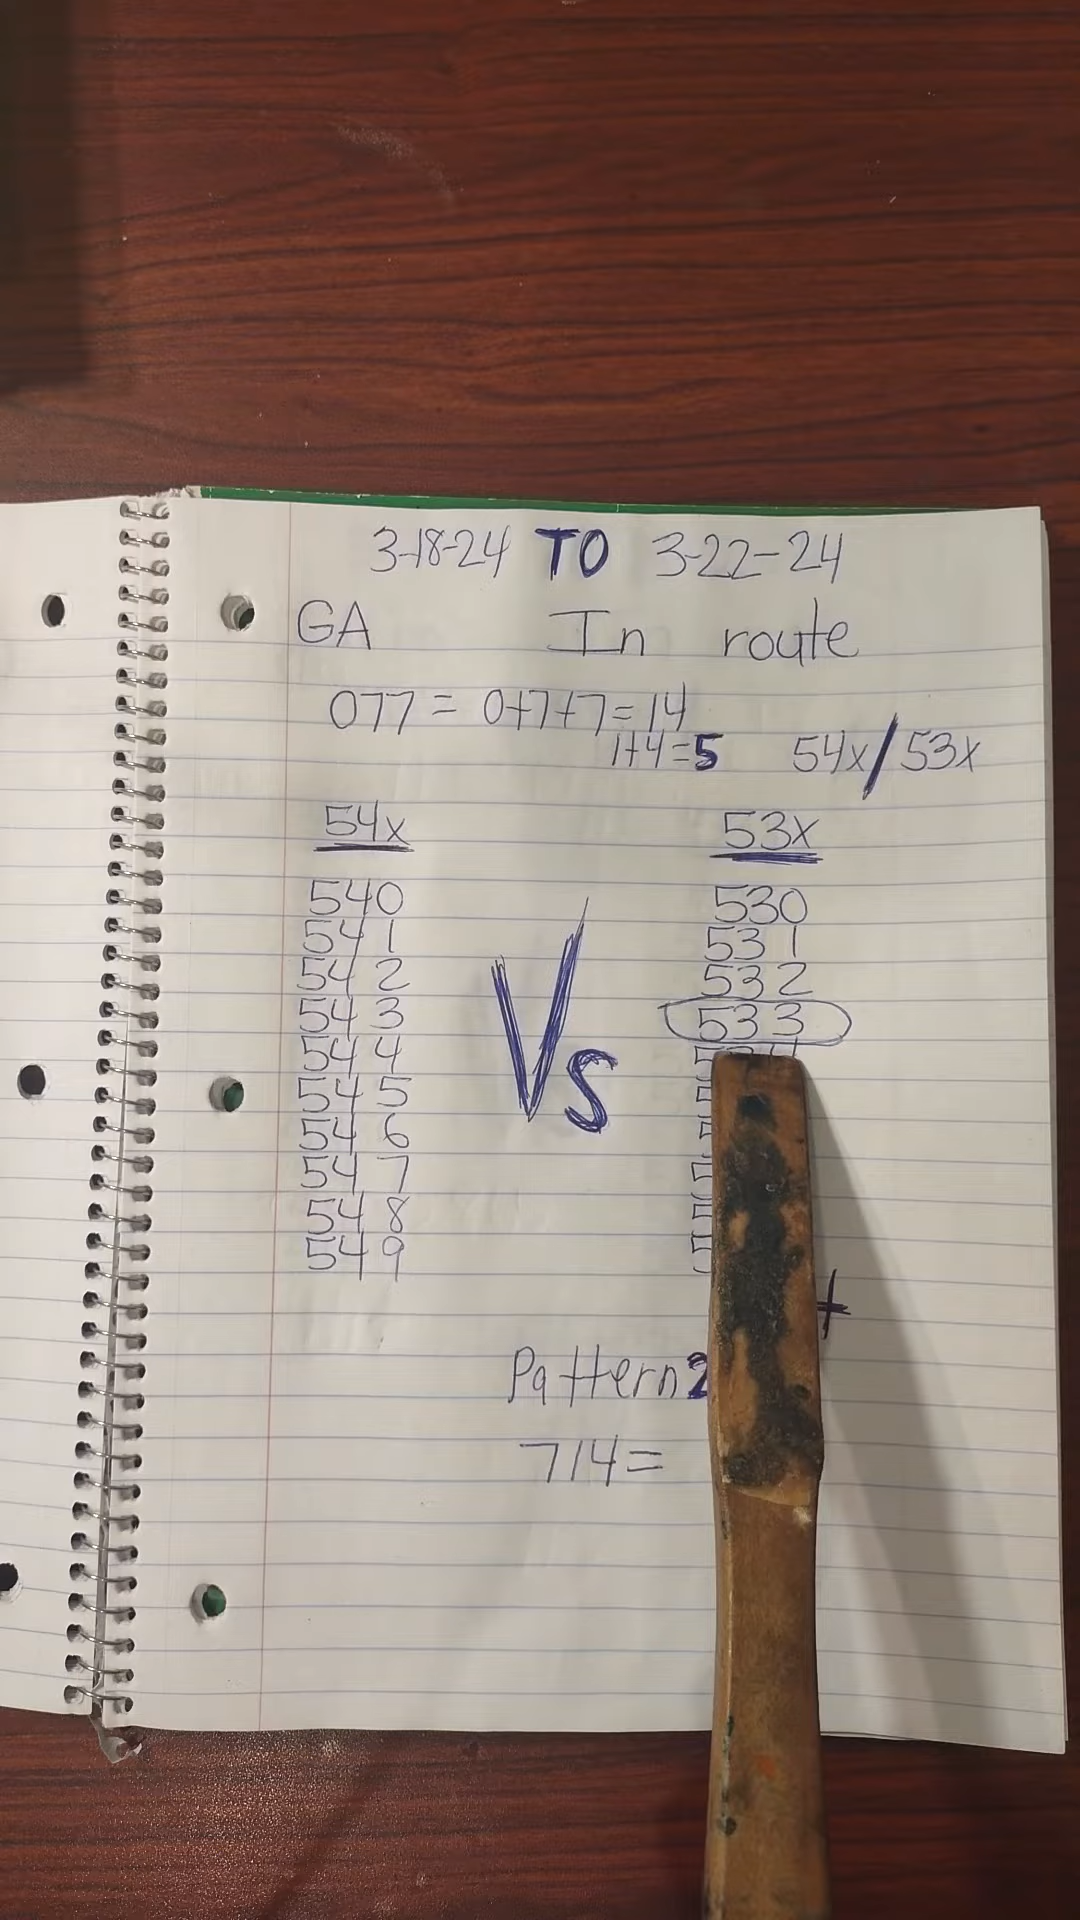 3-18-24 TO 3-22-24
GA In route
077 = 0+7+7=14
1+4=5 54x/53x
54x 53x
540 530
541 531
542 532
543 533
544
545
546
547
548
549
Vs
+
Pattern 2
714=